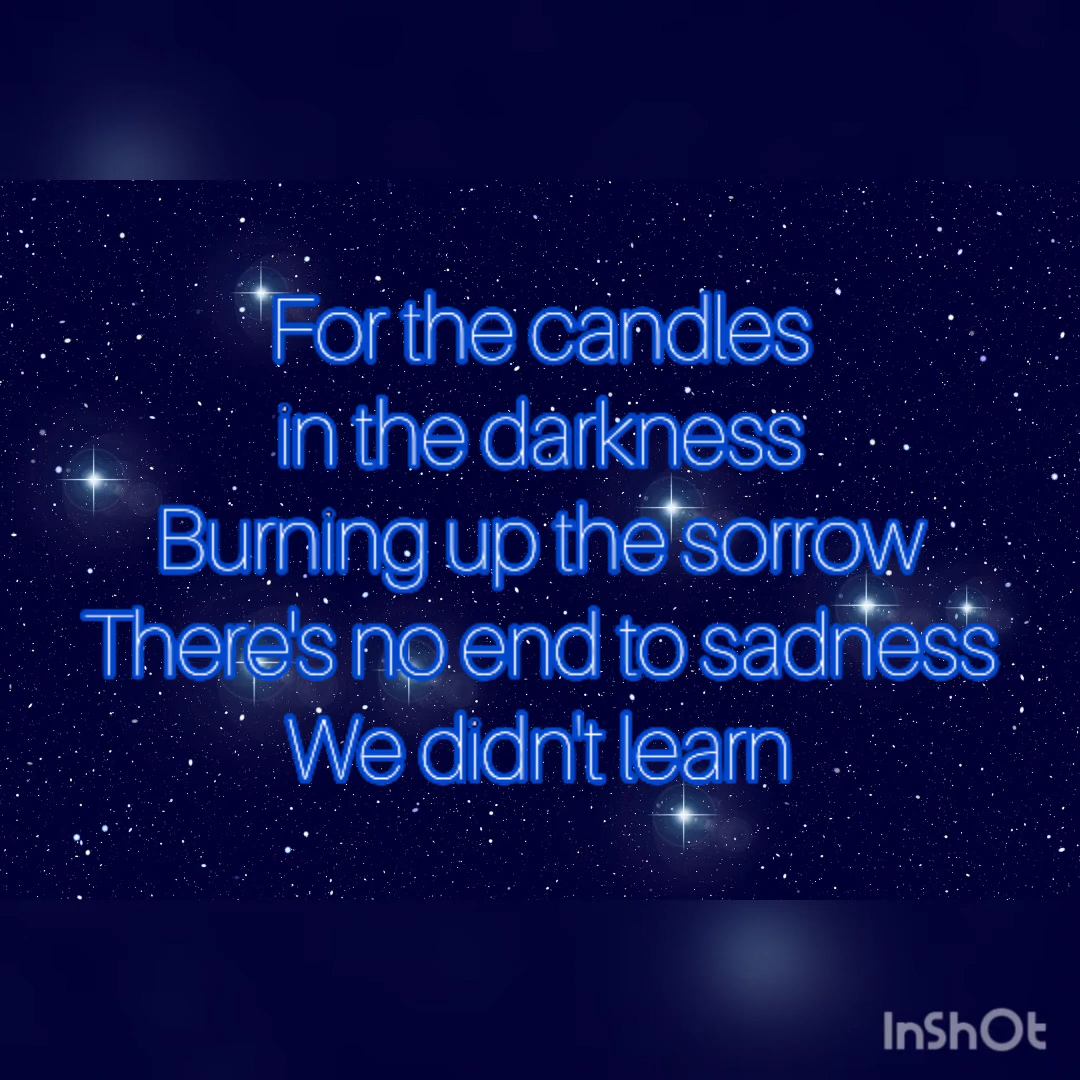 For the candles
in the darkness
Burning up the sorrow
There's no end to sadness
We didn't learn
InShOt